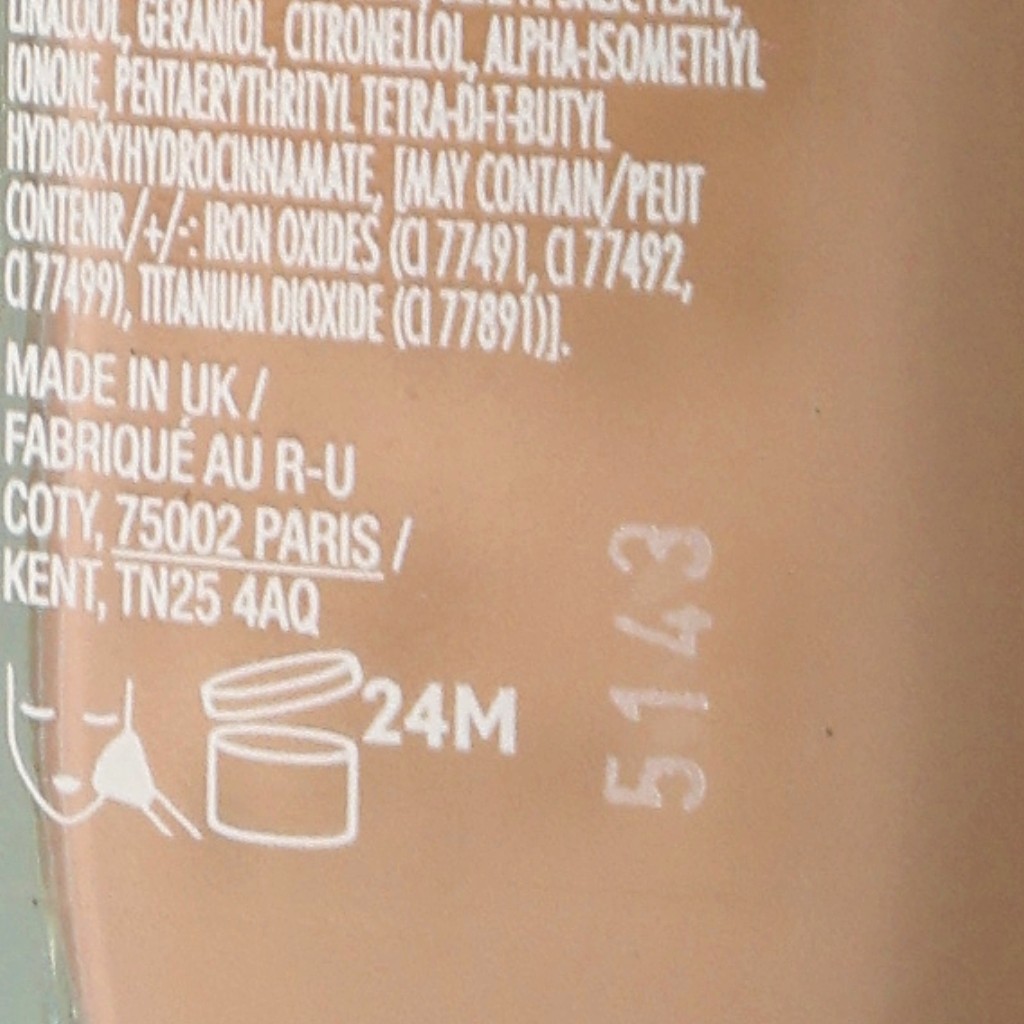 LINALOOL, GERANIOL, CITRONELLOL, ALPHA-ISOMETHYL
IONONE, PENTAERYTHRITYL TETRA-DI-T-BUTYL
HYDROXYHYDROCINNAMATE, [MAY CONTAIN/PEUT
CONTENIR/+/-: IRON OXIDES (CI 77491, CI 77492,
CI 77499), TITANIUM DIOXIDE (CI 77891)].
MADE IN UK /
FABRIQUÉ AU R-U
COTY, 75002 PARIS /
KENT, TN25 4AQ
24M
5143